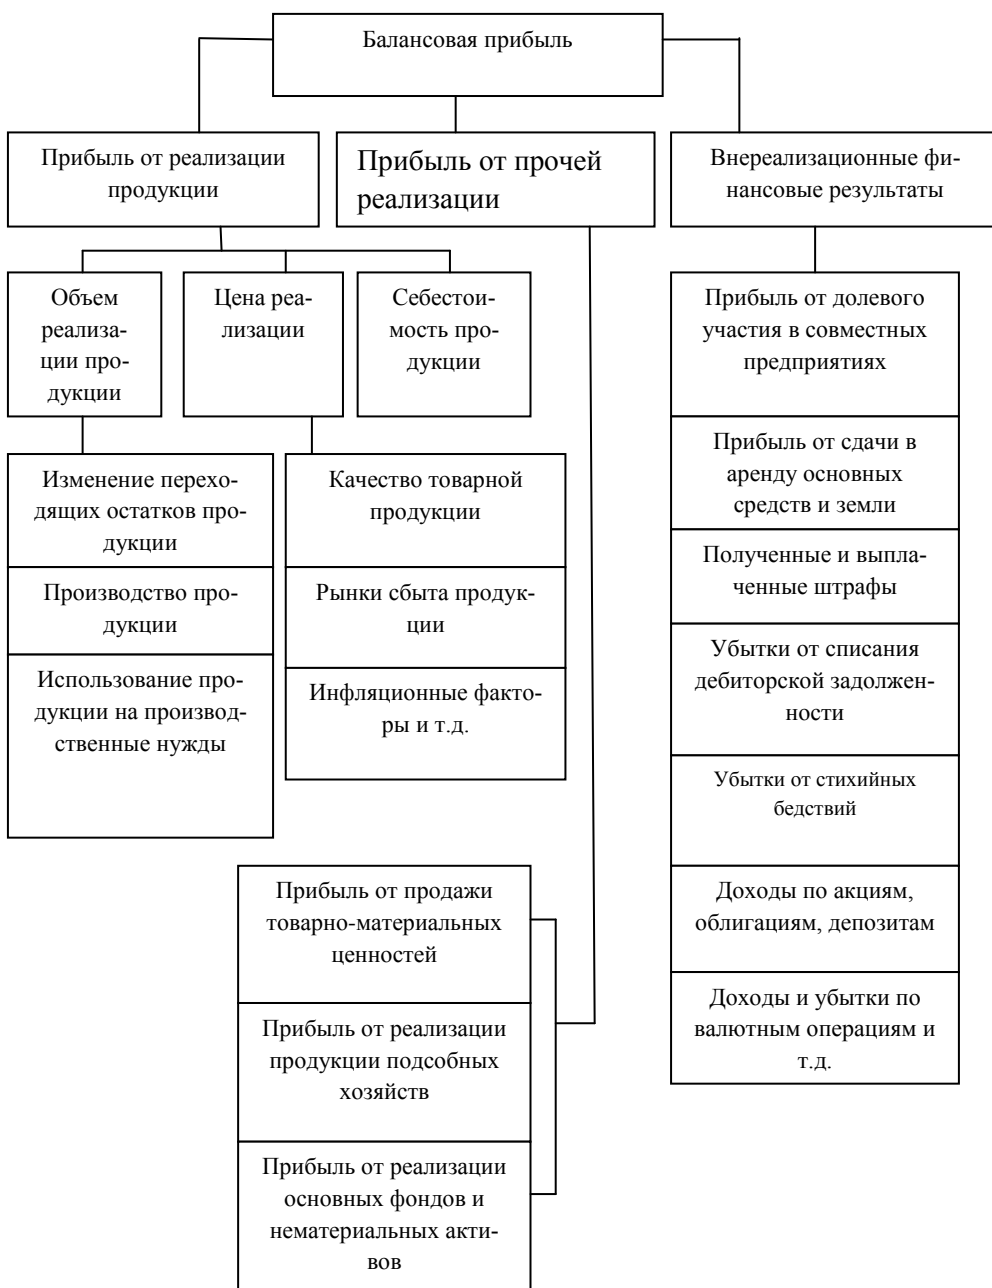 Балансовая прибыль
Прибыль от реализации
продукции
Прибыль от прочей
реализации
Внереализационные фи-
нансовые результаты
Объем
реализа-
ции про-
дукции
Цена ре-
ализации
Себестои-
мость про-
дукции
Прибыль от долевого
участия в совместных
предприятиях
Прибыль от сдачи в
аренду основных
средств и земли
Полученные и выпла-
ченные штрафы
Убытки от списания
дебиторской задолжен-
ности
Убытки от стихийных
бедствий
Доходы по акциям,
облигациям, депозитам
Доходы и убытки по
валютным операциям и
т.д.
Изменение перехо-
дящих остатков про-
дукции
Производство про-
дукции
Использование про-
дукции на производ-
ственные нужды
Качество товарной
продукции
Рынки сбыта продук-
ции
Инфляционные факто-
ры и т.д.
Прибыль от продажи
товарно-материальных
ценностей
Прибыль от реализации
продукции подсобных
хозяйств
Прибыль от реализации
основных фондов и
нематериальных акти-
вов